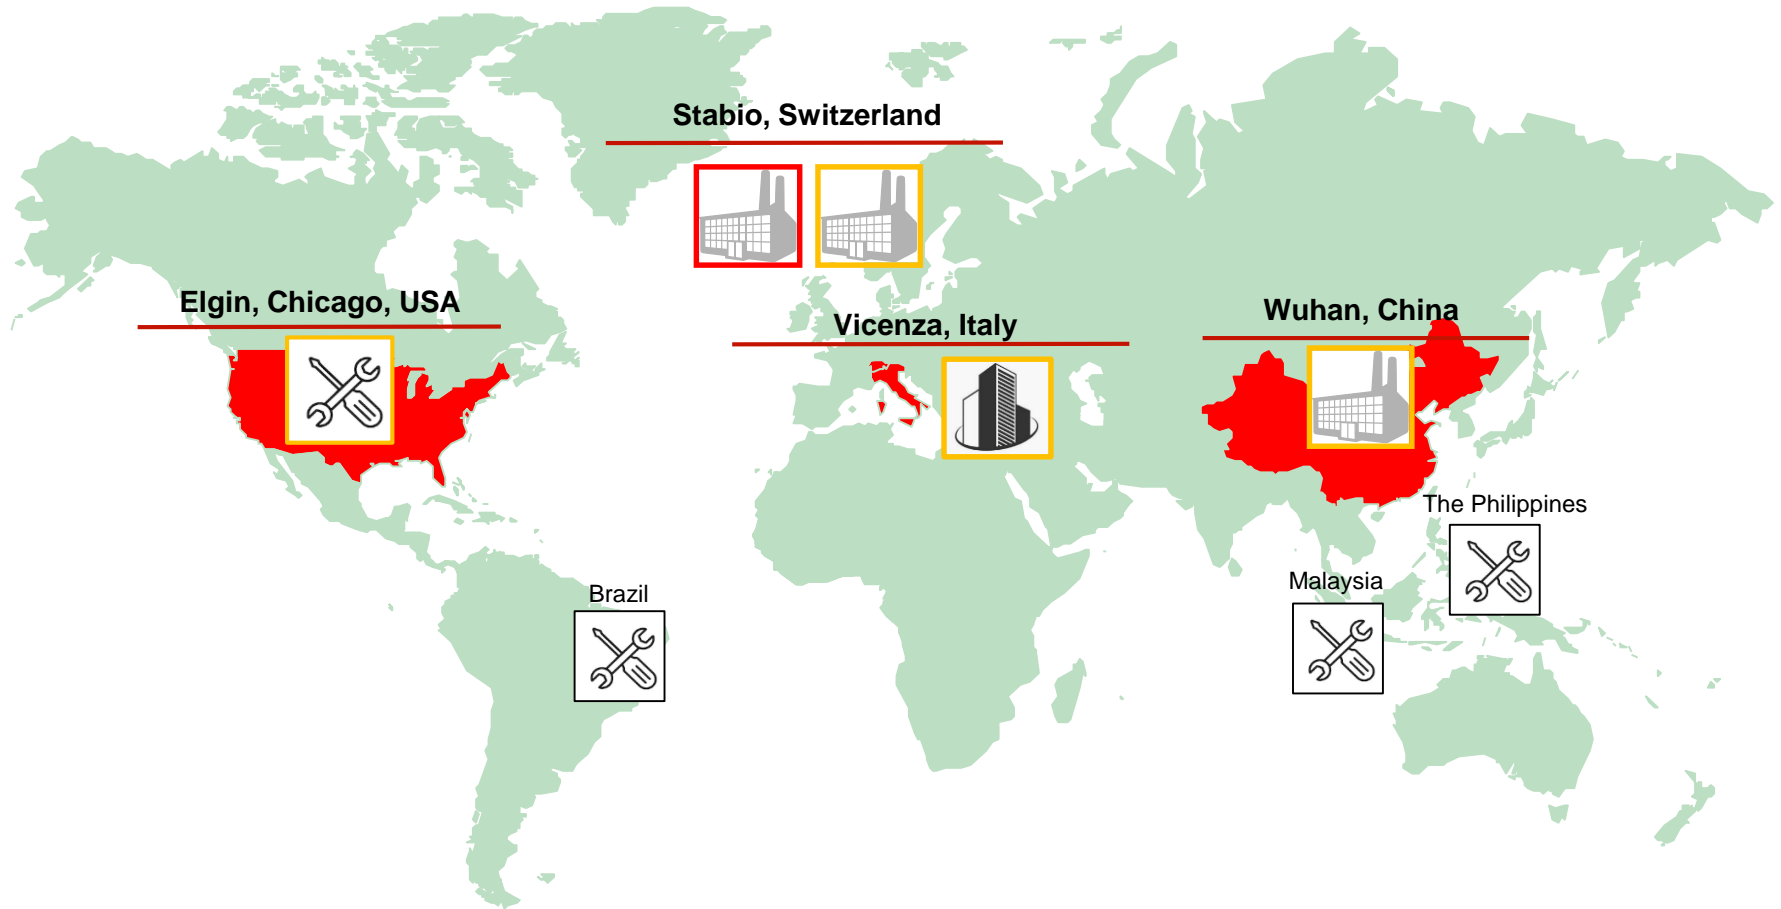 Stabio, Switzerland
Elgin, Chicago, USA
Vicenza, Italy
Wuhan, China
The Philippines
Malaysia
Brazil